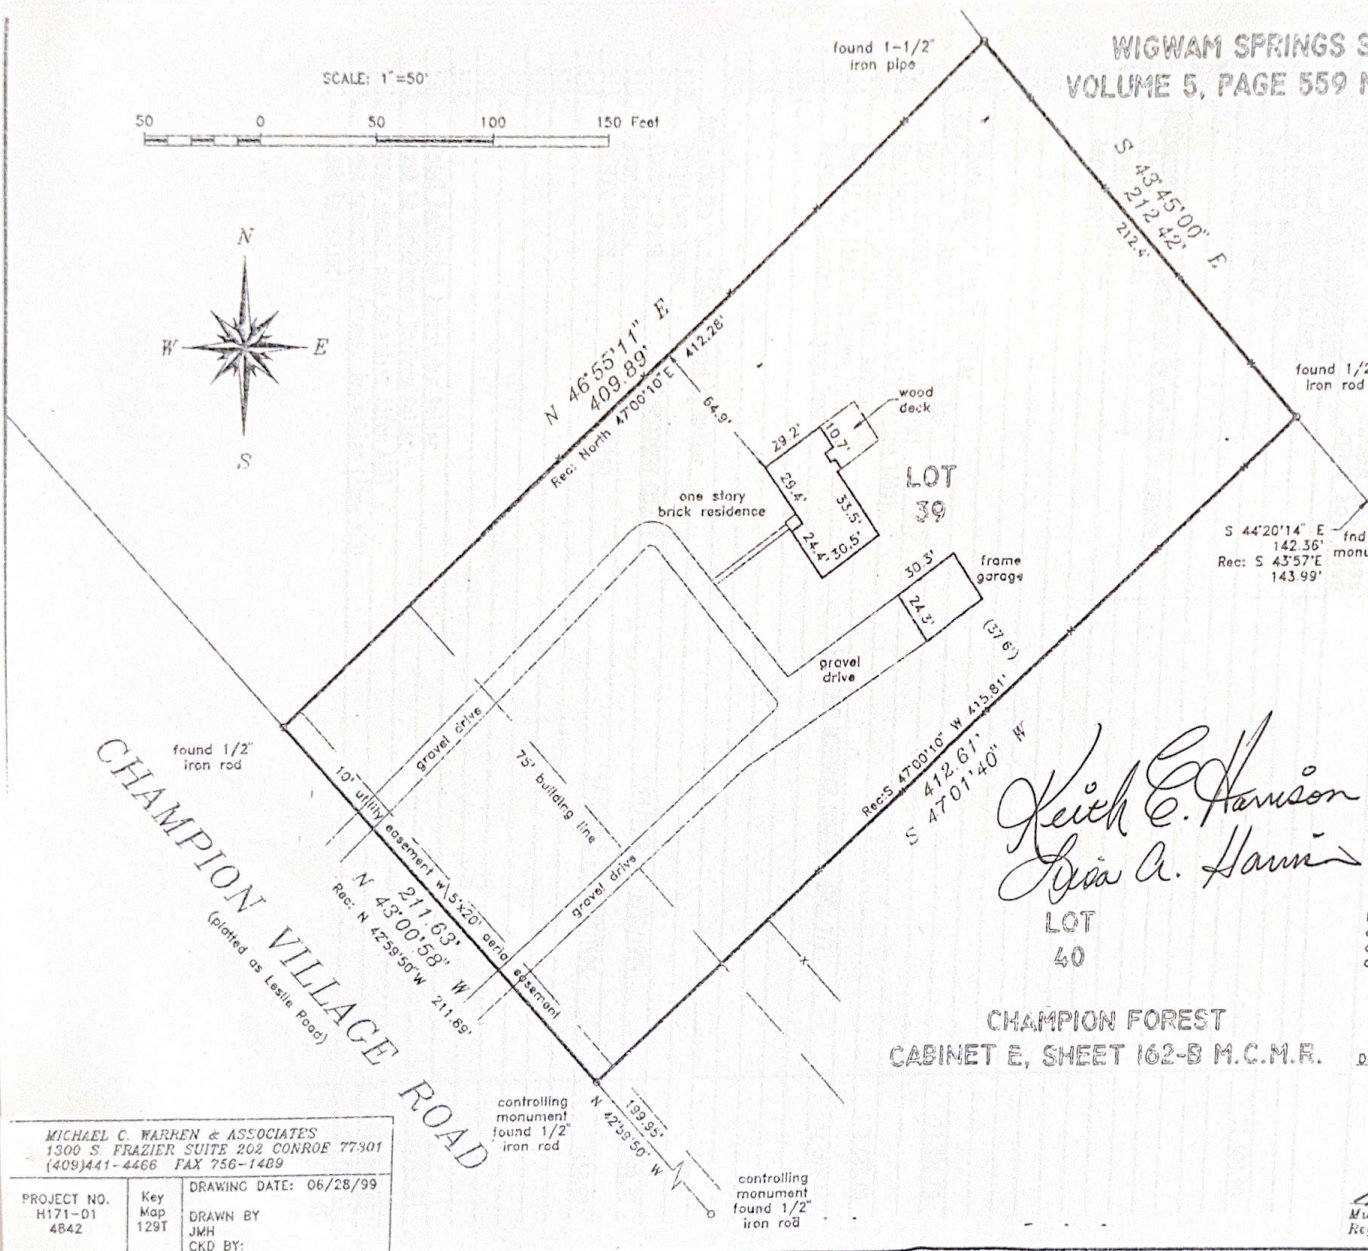 WIGWAM SPRINGS S
VOLUME 5, PAGE 559
SCALE: 1"=50'
50 0 50 100 150 Feet
found 1-1/2"
iron pipe
N
W E
S
S 43°45'00" E
212.42'
212.4'
N 46°55'11" E
409.89'
Rec: North 47°00'10"E 412.28'
64.9'
wood
deck
29.2'
10.7'
found 1/2
iron rod
one story
brick residence
29.4'
33.5'
24.4'
30.5'
LOT
39
S 44°20'14" E
142.36'
Rec: S 43°57'E
143.99'
fnd
monu
30.3'
24.3'
frame
garage
(37.6')
gravel
drive
found 1/2"
iron rod
gravel drive
75' building line
gravel drive
10' utility easement w\5'x20' aerial easement
Rec:S 47°00'10" W 415.81'
412.61'
S 47°01'40" W
Keith E. Harrison
Lisa A. Harri
LOT
40
CHAMPION FOREST
CABINET E, SHEET 162-B M.C.M.R.
N 43°00'58" W
211.63'
Rec: N 42°59'50"W 211.89'
CHAMPION VILLAGE ROAD
(platted as Leslie Road)
controlling
monument
found 1/2"
iron rod
199.95'
N 42°59'50" W
controlling
monument
found 1/2"
iron rod
MICHAEL C. WARREN & ASSOCIATES
1300 S. FRAZIER SUITE 202 CONROE 77301
(409)441-4466 FAX 756-1489
PROJECT NO.
H171-01
4842
Key
Map
129T
DRAWING DATE: 06/28/99
DRAWN BY
JMH
CKD BY: